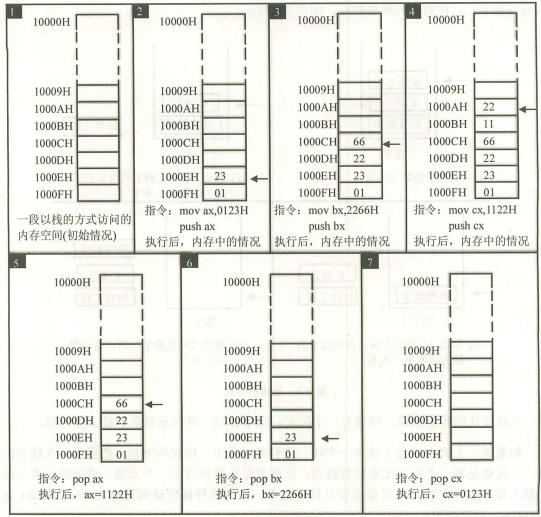 1
10000H
10009H
1000AH
1000BH
1000CH
1000DH
1000EH
1000FH
一段以栈的方式访问的
内存空间(初始情况)
2
10000H
10009H
1000AH
1000BH
1000CH
1000DH
1000EH 23
1000FH 01
指令：mov ax,0123H
push ax
执行后，内存中的情况
3
10000H
10009H
1000AH
1000BH
1000CH 66
1000DH 22
1000EH 23
1000FH 01
指令：mov bx,2266H
push bx
执行后，内存中的情况
4
10000H
10009H
1000AH 22
1000BH 11
1000CH 66
1000DH 22
1000EH 23
1000FH 01
指令：mov cx,1122H
push cx
执行后，内存中的情况
5
10000H
10009H
1000AH
1000BH
1000CH 66
1000DH 22
1000EH 23
1000FH 01
指令：pop ax
执行后，ax=1122H
6
10000H
10009H
1000AH
1000BH
1000CH
1000DH
1000EH 23
1000FH 01
指令：pop bx
执行后，bx=2266H
7
10000H
10009H
1000AH
1000BH
1000CH
1000DH
1000EH
1000FH
指令：pop cx
执行后，cx=0123H